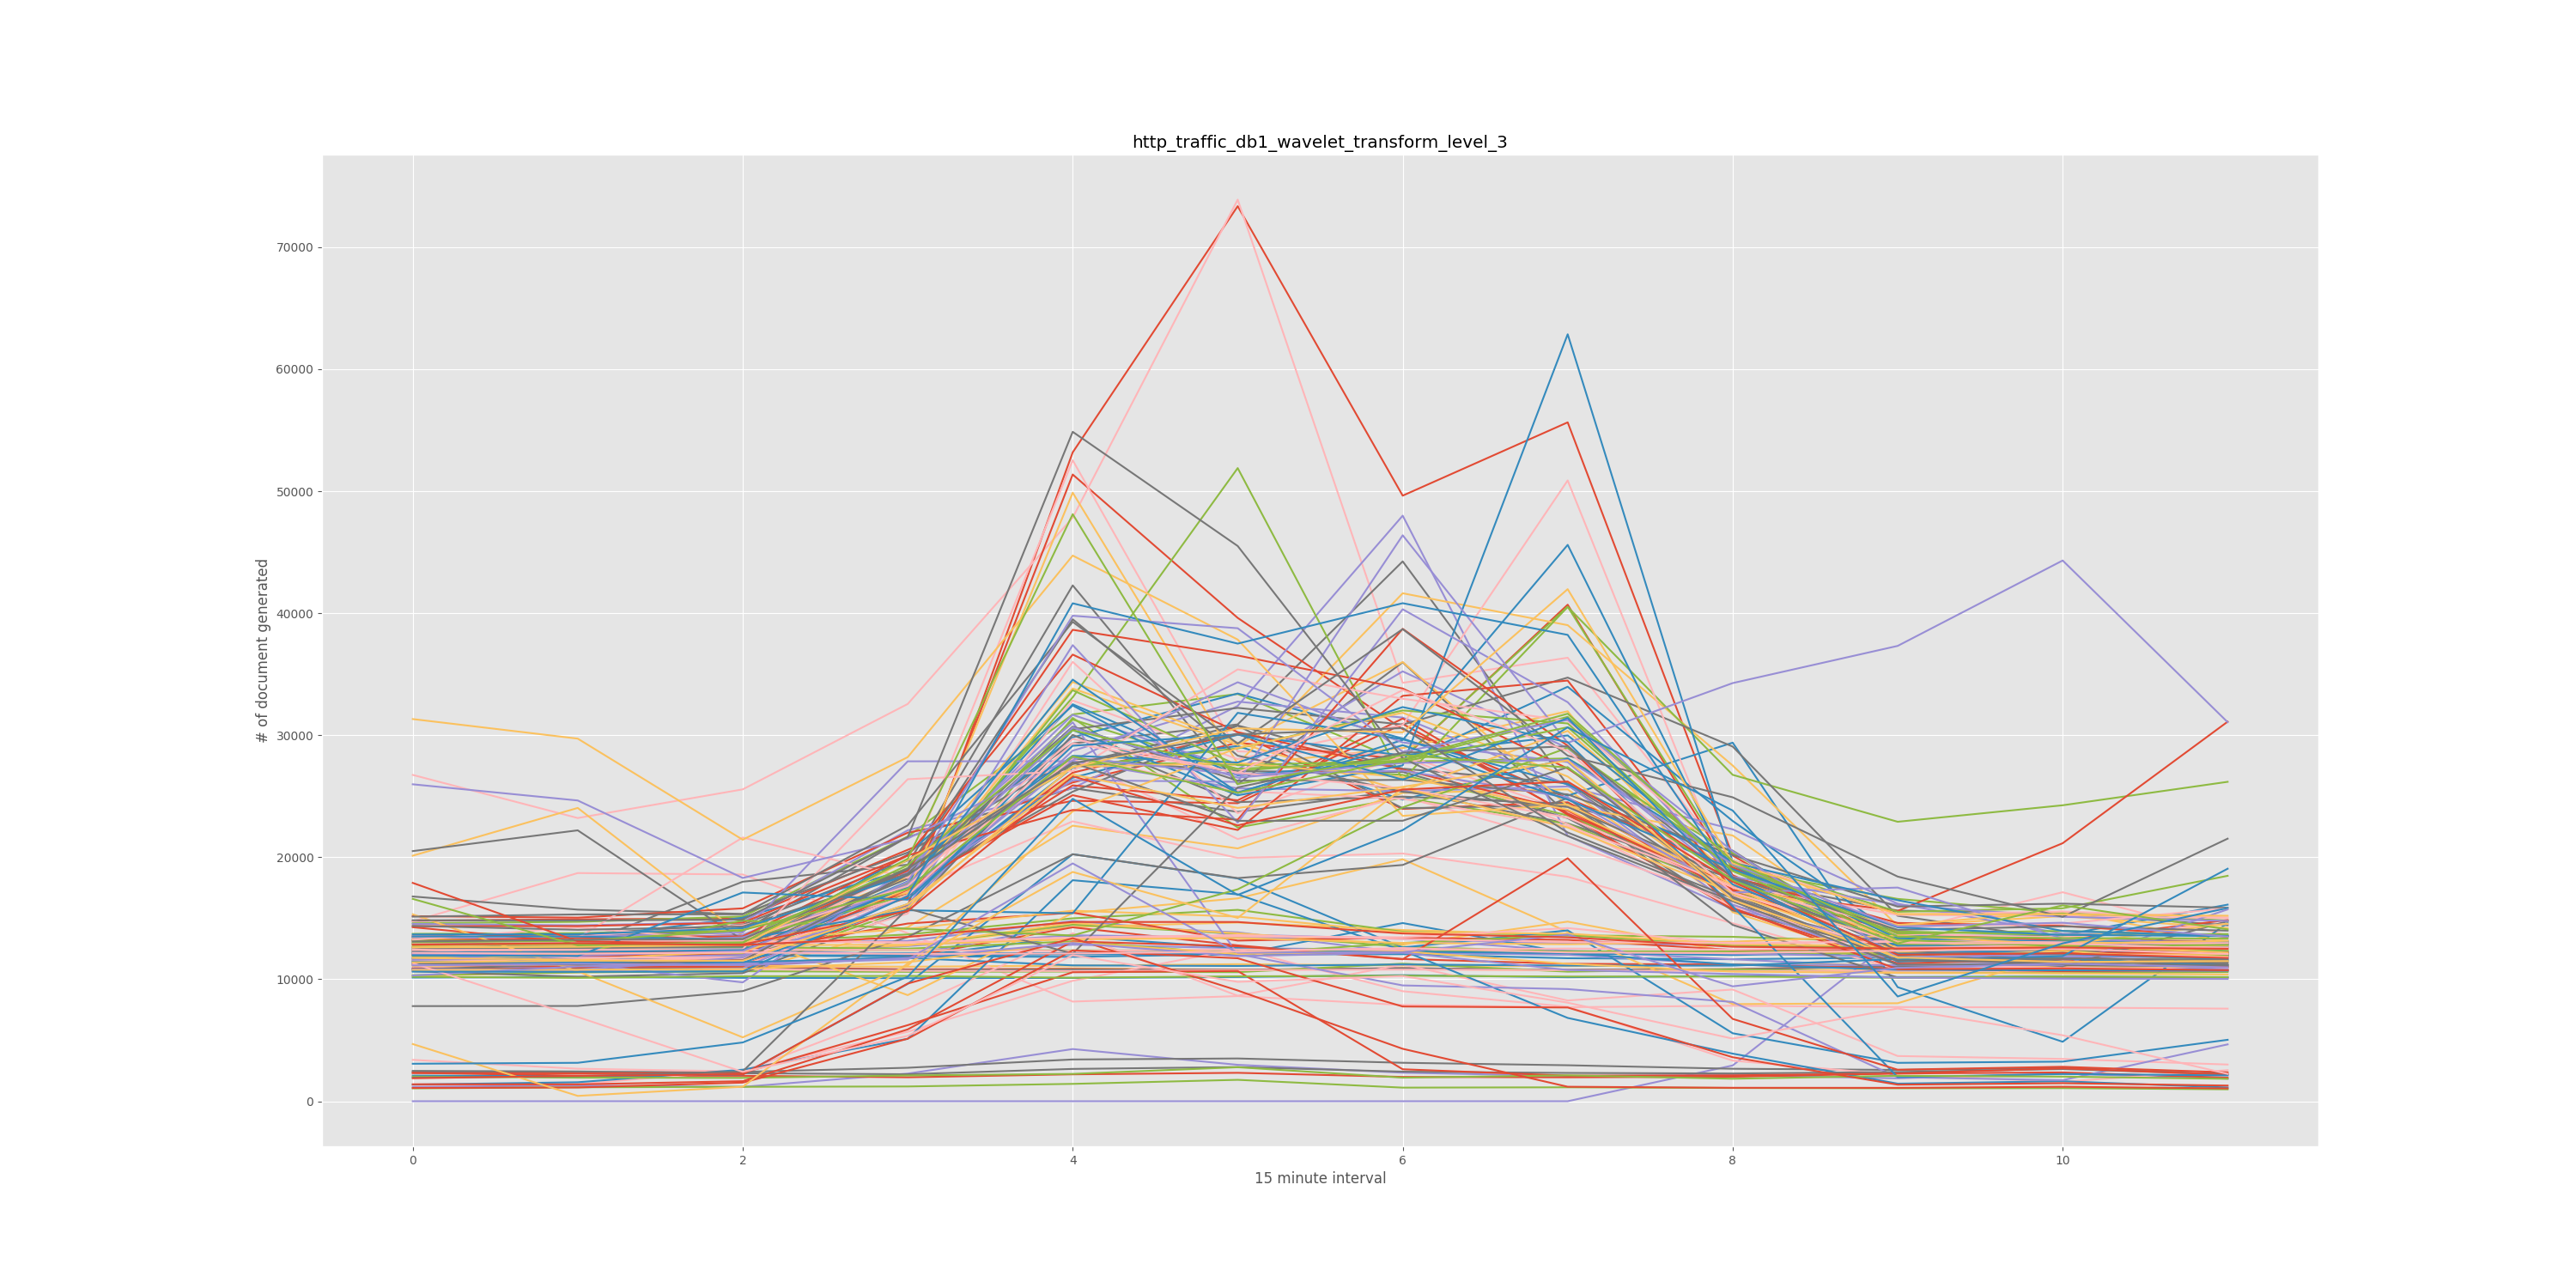 http_traffic_db1_wavelet_transform_level_3
# of document generated
70000
60000
50000
40000
30000
20000
10000
0
0 2 4 6 8 10
15 minute interval